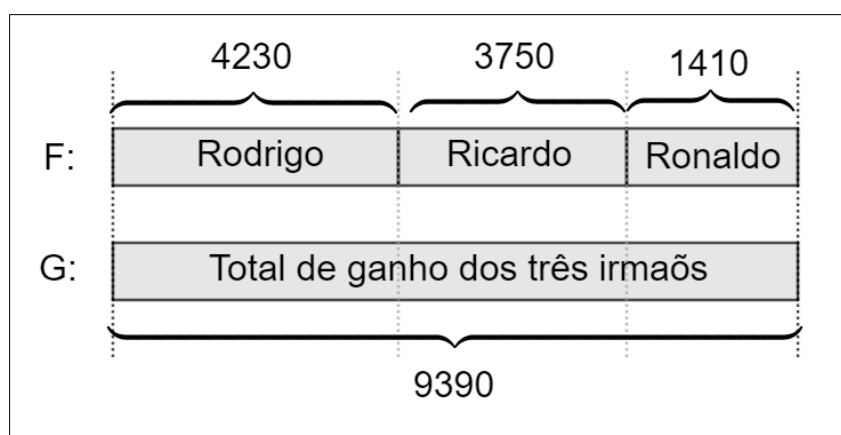 4230 3750 1410
F: Rodrigo Ricardo Ronaldo
G: Total de ganho dos três irmaõs
9390